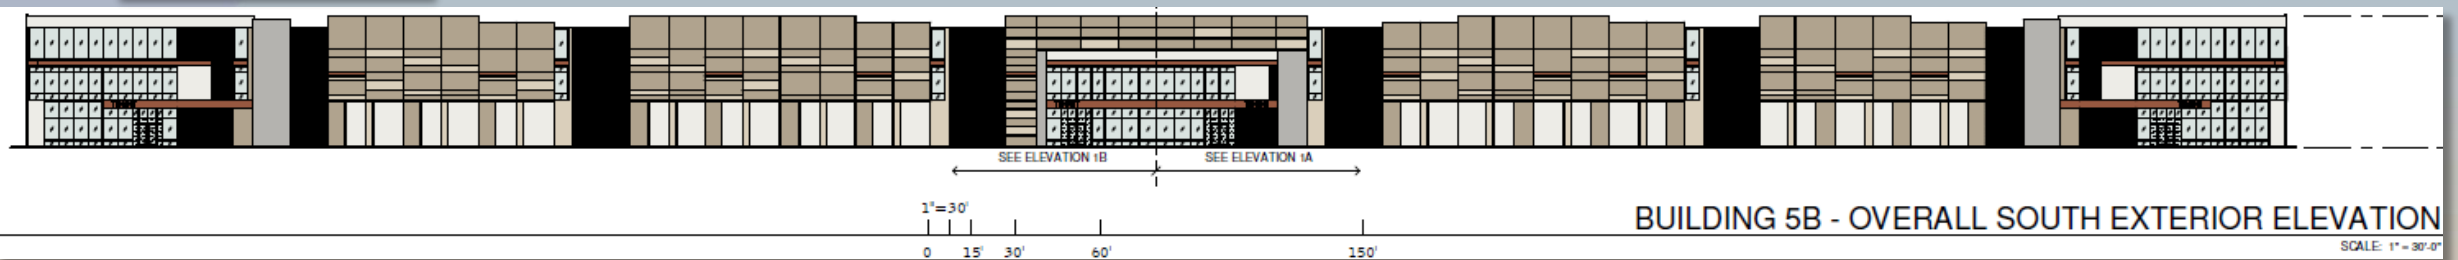 SEE ELEVATION 1B
SEE ELEVATION 1A
1"=30'
0 15' 30' 60' 150'
BUILDING 5B - OVERALL SOUTH EXTERIOR ELEVATION
SCALE: 1" = 30'-0"